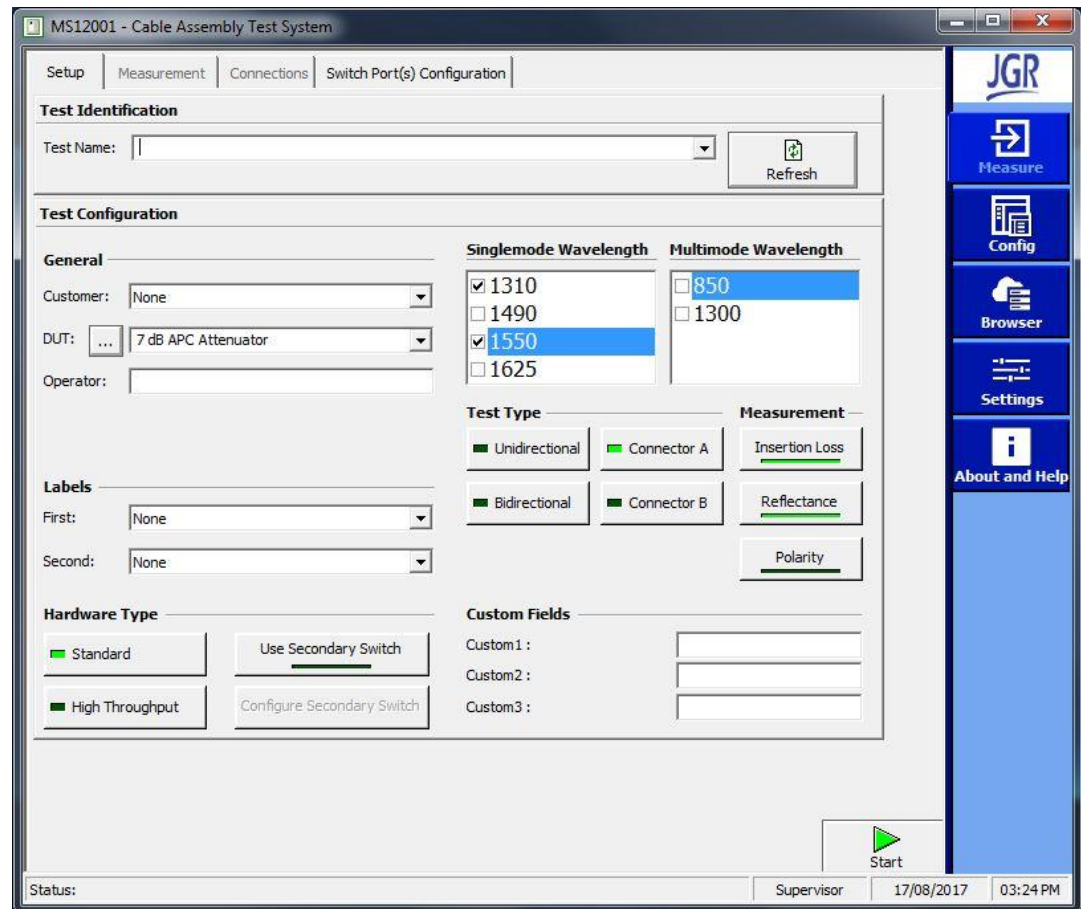 MS12001 - Cable Assembly Test System
Setup Measurement Connections Switch Port(s) Configuration
JGR
Test Identification
Test Name:
Refresh
Measure
Test Configuration
General
Singlemode Wavelength Multimode Wavelength
Config
Customer: None
1310
850
1490
1300
DUT: ... 7 dB APC Attenuator
1550
Browser
Operator:
1625
Settings
Test Type Measurement
Unidirectional Connector A Insertion Loss
About and Help
Labels
Bidirectional Connector B Reflectance
First: None
Second: None
Polarity
Hardware Type
Custom Fields
Standard Use Secondary Switch
Custom1 :
Custom2 :
High Throughput Configure Secondary Switch
Custom3 :
Start
Status: Supervisor 17/08/2017 03:24 PM